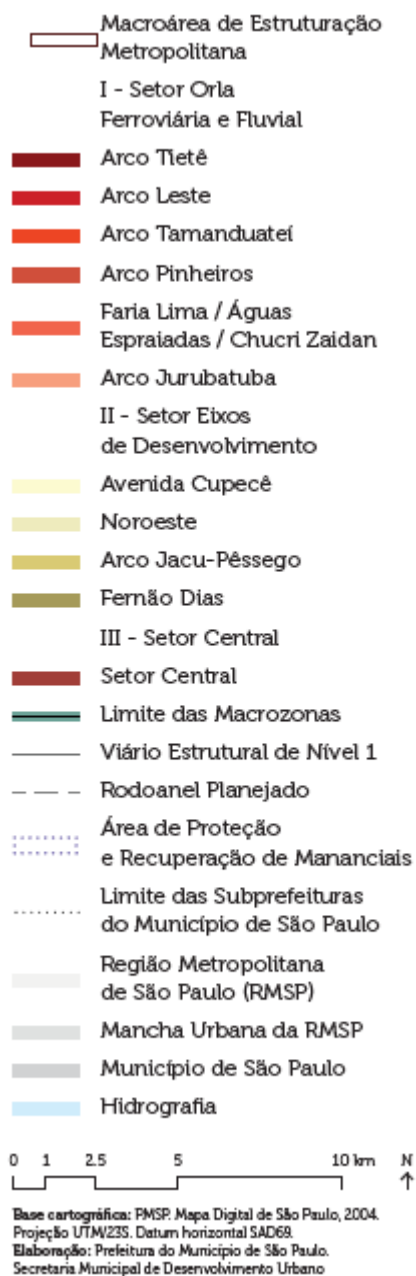 Macroárea de Estruturação
Metropolitana
I - Setor Orla
Ferroviária e Fluvial
Arco Tietê
Arco Leste
Arco Tamanduateí
Arco Pinheiros
Faria Lima / Águas
Espraiadas / Chucri Zaidan
Arco Jurubatuba
II - Setor Eixos
de Desenvolvimento
Avenida Cupecê
Noroeste
Arco Jacu-Pêssego
Fernão Dias
III - Setor Central
Setor Central
Limite das Macrozonas
Viário Estrutural de Nível 1
Rodoanel Planejado
Área de Proteção
e Recuperação de Mananciais
Limite das Subprefeituras
do Município de São Paulo
Região Metropolitana
de São Paulo (RMSP)
Mancha Urbana da RMSP
Município de São Paulo
Hidrografia
0 1 2.5 5 10 km N
Base cartográfica: PMSP. Mapa Digital de São Paulo, 2004.
Projeção UTM/23S. Datum horizontal SAD69.
Elaboração: Prefeitura do Município de São Paulo.
Secretaria Municipal de Desenvolvimento Urbano